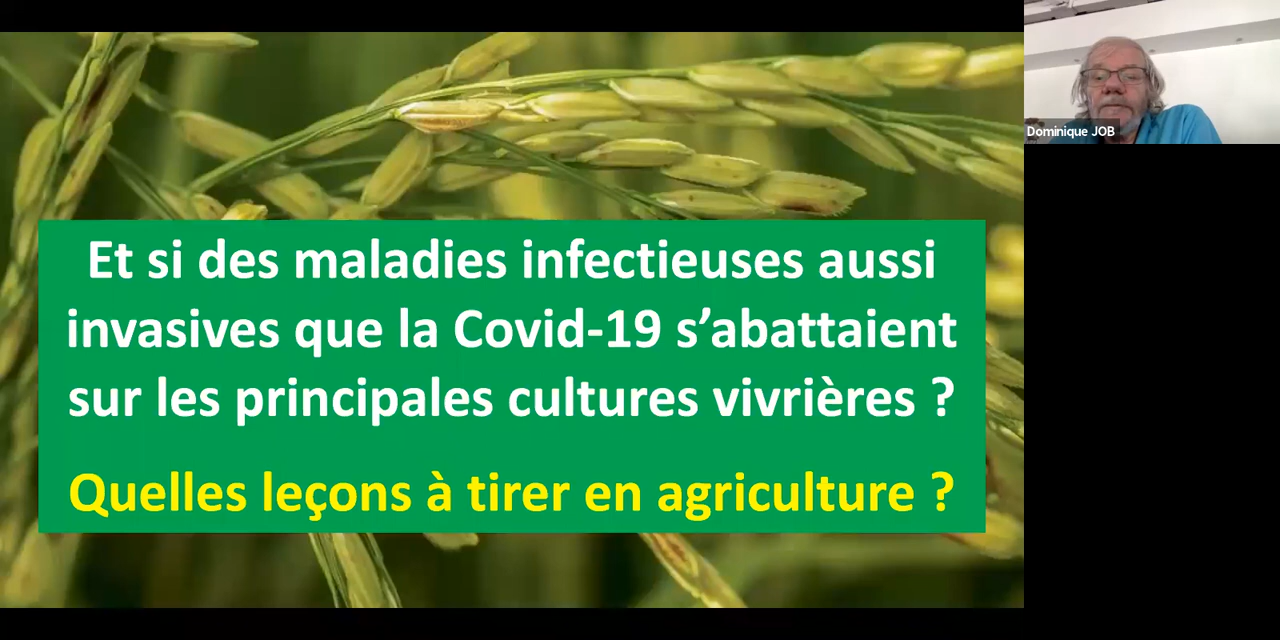 Et si des maladies infectieuses aussi
invasives que la Covid-19 s’abattaient
sur les principales cultures vivrières ?
Quelles leçons à tirer en agriculture ?
Dominique JOB